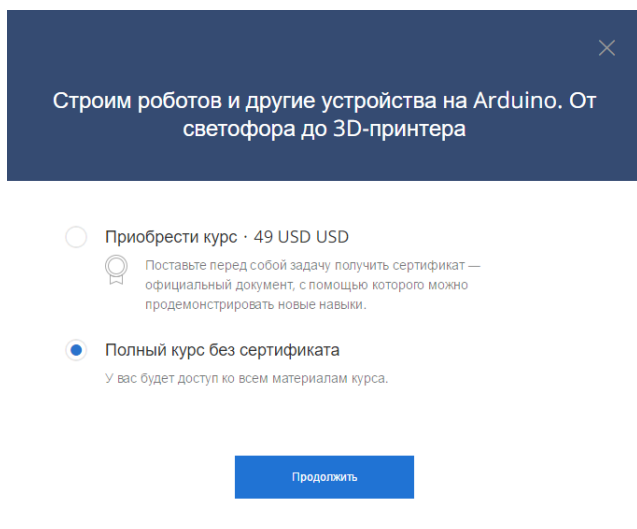 Строим роботов и другие устройства на Arduino. От
светофора до 3D-принтера
Приобрести курс · 49 USD USD
Поставьте перед собой задачу получить сертификат —
официальный документ, с помощью которого можно
продемонстрировать новые навыки.
Полный курс без сертификата
У вас будет доступ ко всем материалам курса.
Продолжить